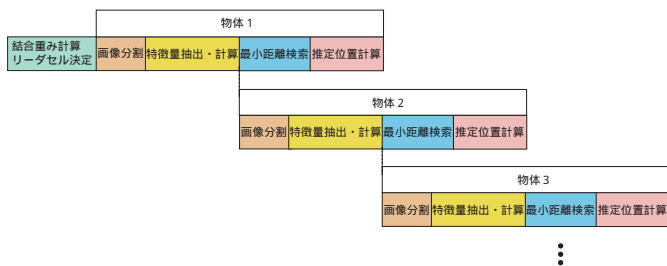 物体 1
結合重み計算
リーダセル決定
画像分割
特徴量抽出・計算
最小距離検索
推定位置計算
物体 2
画像分割
特徴量抽出・計算
最小距離検索
推定位置計算
物体 3
画像分割
特徴量抽出・計算
最小距離検索
推定位置計算